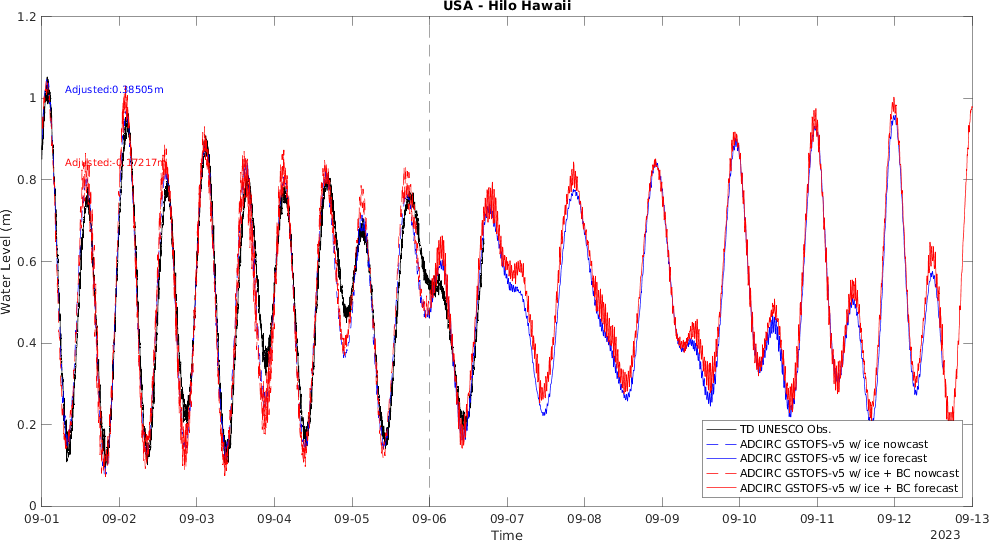 USA - Hilo Hawaii
1.2
1
0.8
0.6
0.4
0.2
0
Water Level (m)
Adjusted:0.38505m
Adjusted:-0.17217m
TD UNESCO Obs.
ADCIRC GSTOFS-v5 w/ ice nowcast
ADCIRC GSTOFS-v5 w/ ice forecast
ADCIRC GSTOFS-v5 w/ ice + BC nowcast
ADCIRC GSTOFS-v5 w/ ice + BC forecast
09-01 09-02 09-03 09-04 09-05 09-06 09-07 09-08 09-09 09-10 09-11 09-12 09-13
Time
2023